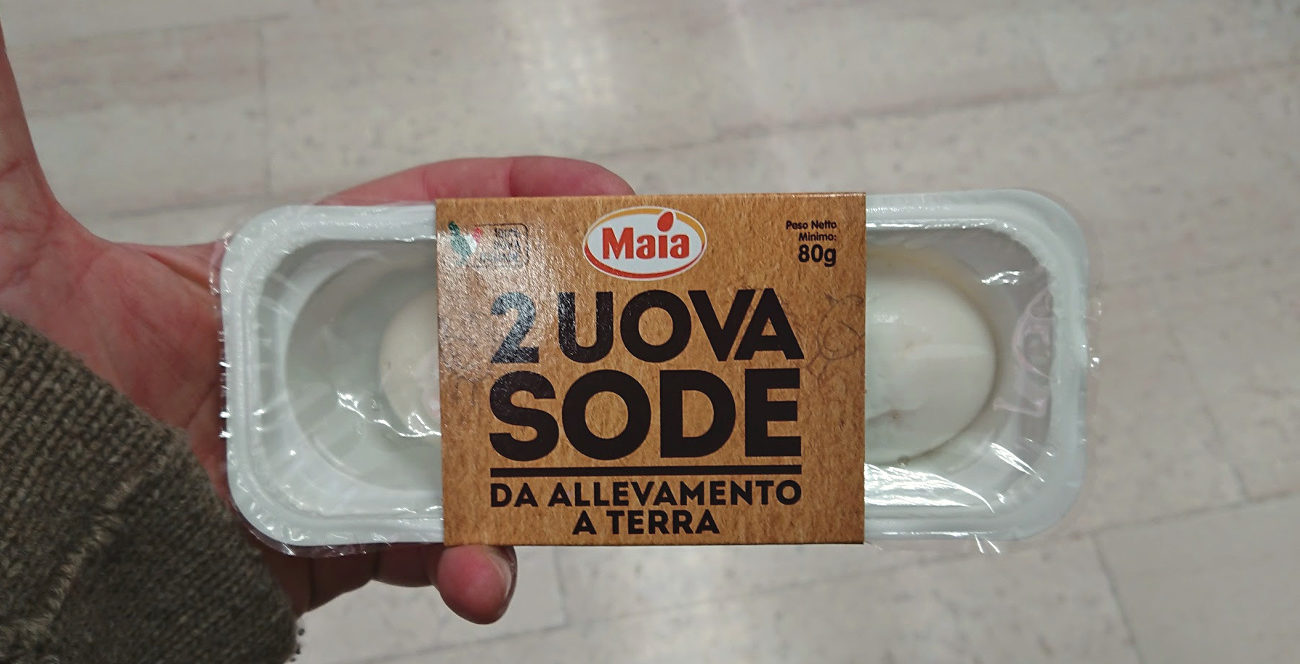 Maia
Peso Netto
Minimo:
80g
2 UOVA
SODE
DA ALLEVAMENTO
A TERRA